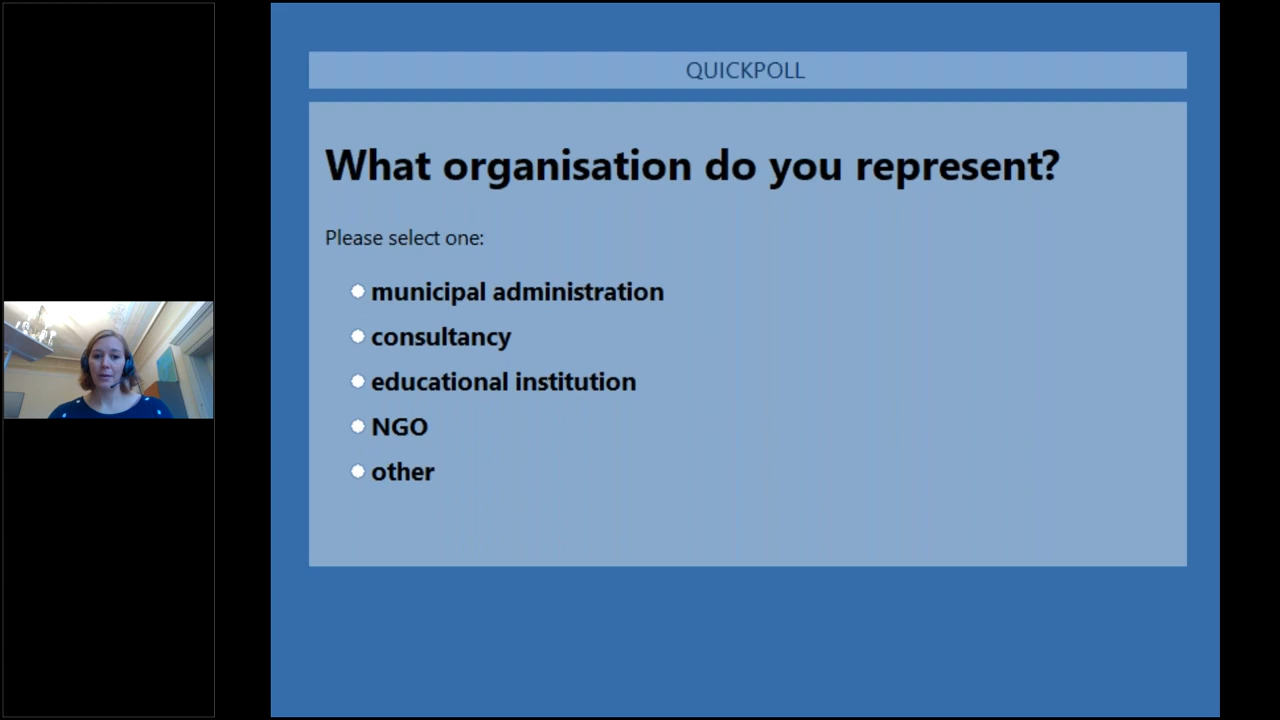 QUICKPOLL
What organisation do you represent?
Please select one:
municipal administration
consultancy
educational institution
NGO
other